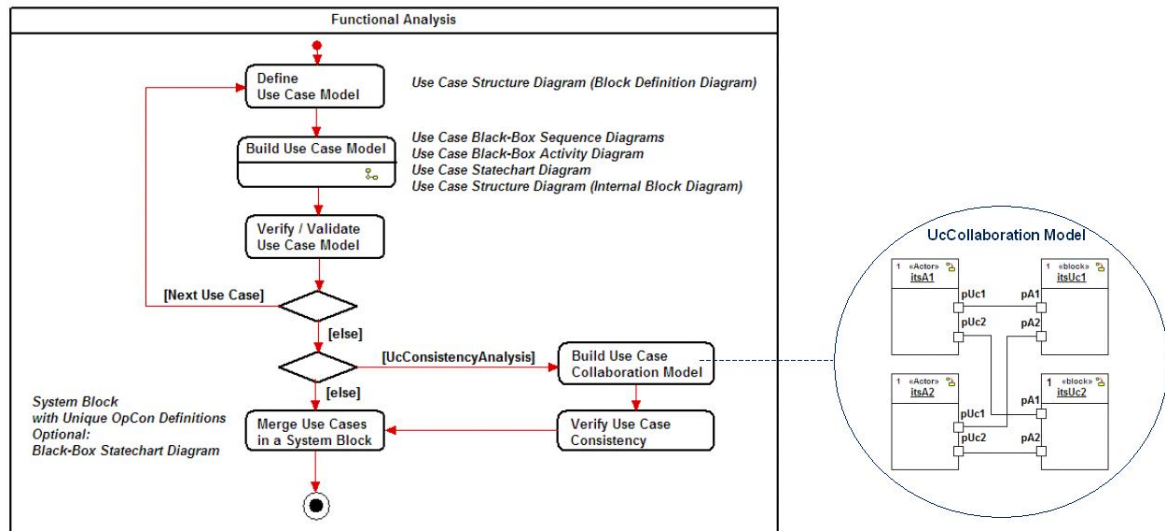 Functional Analysis
Define
Use Case Model
Use Case Structure Diagram (Block Definition Diagram)
Build Use Case Model
Use Case Black-Box Sequence Diagrams
Use Case Black-Box Activity Diagram
Use Case Statechart Diagram
Use Case Structure Diagram (Internal Block Diagram)
Verify / Validate
Use Case Model
[Next Use Case]
[else]
[UcConsistencyAnalysis]
Build Use Case
Collaboration Model
[else]
System Block
with Unique OpCon Definitions
Optional:
Black-Box Statechart Diagram
Merge Use Cases
in a System Block
Verify Use Case
Consistency
UcCollaboration Model
1 «Actor»
itsA1
pUc1
pUc2
1 «block»
itsUc1
pA1
pA2
1 «Actor»
itsA2
pUc1
pUc2
1 «block»
itsUc2
pA1
pA2